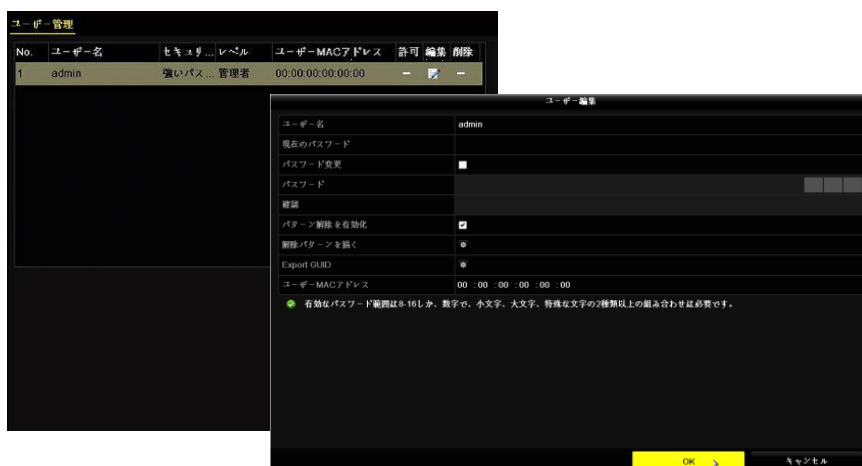 ユーザー管理
No. ユーザー名 セキュリ... レベル ユーザーMACアドレス 許可 編集 削除
1 admin 強いパス... 管理者 00:00:00:00:00:00
ユーザー編集
ユーザー名 admin
現在のパスワード
パスワード変更
パスワード
確認
パターン解除を有効化
解除パターンを描く
Export GUID
ユーザーMACアドレス 00 :00 :00 :00 :00 :00
有効なパスワード範囲は8-16しか、数字で、小文字、大文字、特殊な文字の2種類以上の組み合わせは必要です。
OK キャンセル